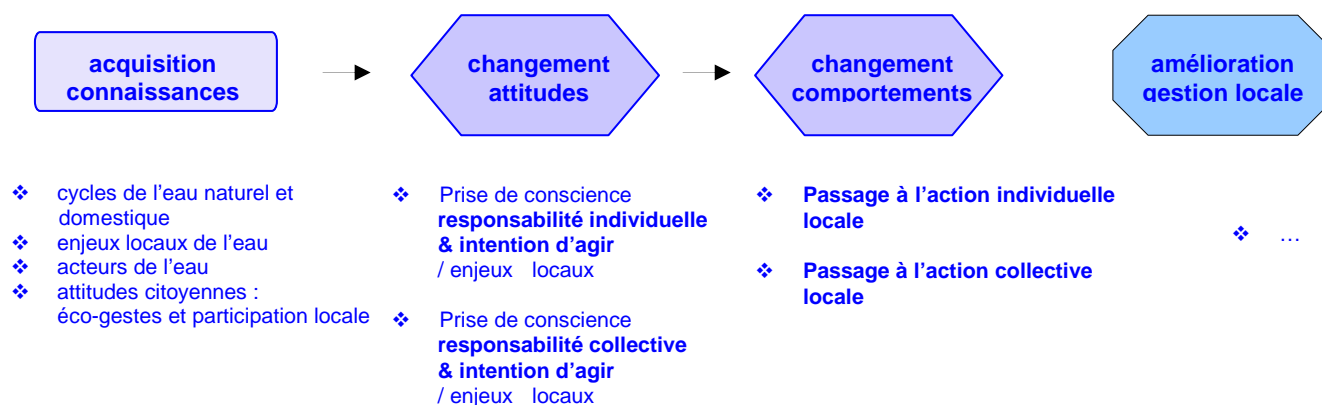 acquisition
connaissances
changement
attitudes
changement
comportements
amélioration
gestion locale
❖ cycles de l'eau naturel et
domestique
❖ enjeux locaux de l'eau
❖ acteurs de l'eau
❖ attitudes citoyennes :
éco-gestes et participation locale
❖ Prise de conscience
responsabilité individuelle
& intention d'agir
/ enjeux locaux
❖ Prise de conscience
responsabilité collective
& intention d'agir
/ enjeux locaux
❖ Passage à l'action individuelle
locale
❖ Passage à l'action collective
locale
❖ …